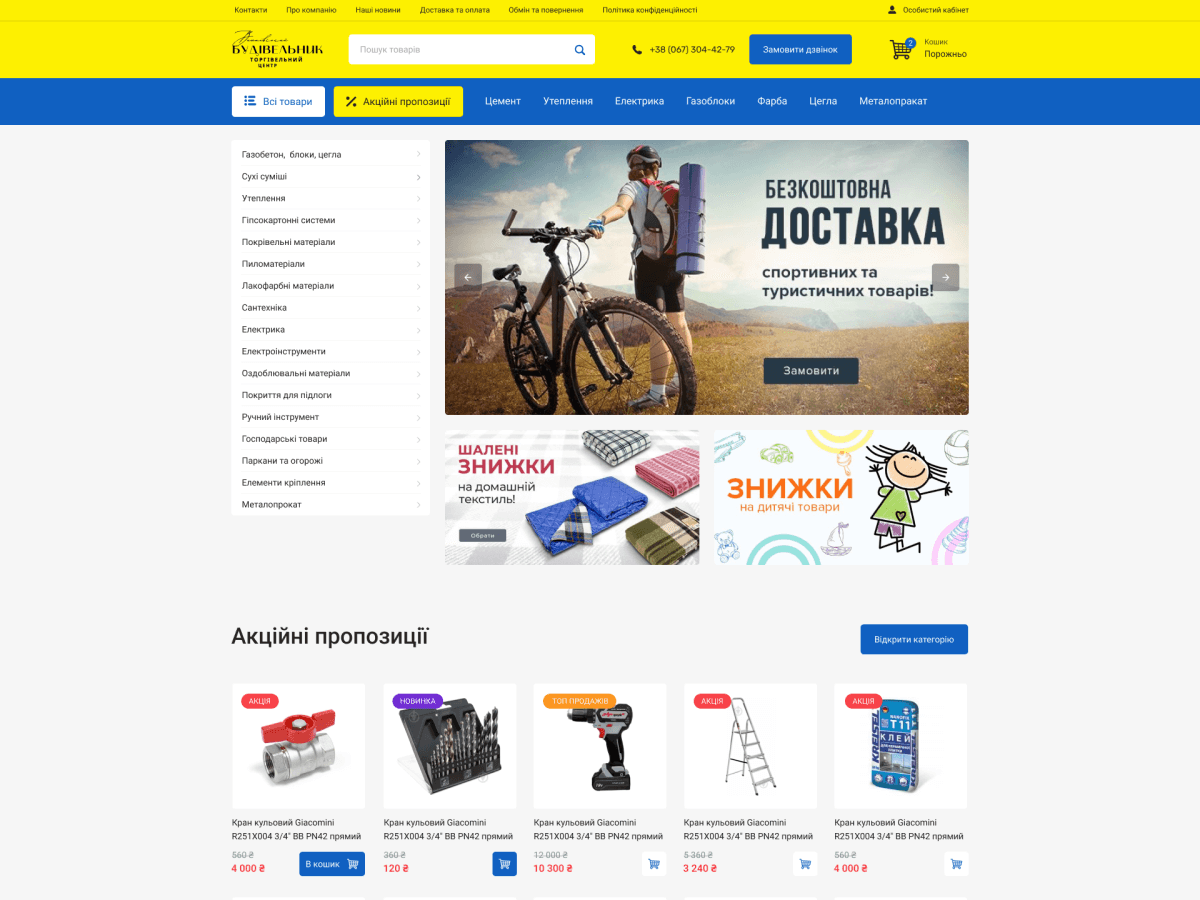 Контакти
Про компанію
Наші новини
Доставка та оплата
Обмін та повернення
Політика конфіденційності
Особистий кабінет
БУДІВЕЛЬНИК
ТОРГІВЕЛЬНИЙ
ЦЕНТР
Пошук товарів
+38 (067) 304-42-79
Замовити дзвінок
2
Кошик
Порожньо
Всі товари
Акційні пропозиції
Цемент
Утеплення
Електрика
Газоблоки
Фарба
Цегла
Металопракат
Газобетон, блоки, цегла
Сухі суміші
Утеплення
Гіпсокартонні системи
Покрівельні матеріали
Пиломатеріали
Лакофарбні матеріали
Сантехніка
Електрика
Електроінструменти
Оздоблювальні матеріали
Покриття для підлоги
Ручний інструмент
Господарські товари
Паркани та огорожі
Елементи кріплення
Металопрокат
БЕЗКОШТОВНА
ДОСТАВКА
спортивних та
туристичних товарів!
Замовити
ШАЛЕНІ
ЗНИЖКИ
на домашній
текстиль!
Обрати
ЗНИЖКИ
на дитячі товари
Акційні пропозиції
Відкрити категорію
АКЦІЯ
Кран кульовий Giacomini
R251X004 3/4" ВВ PN42 прямий
560 ₴
4 000 ₴
В кошик
НОВИНКА
Кран кульовий Giacomini
R251X004 3/4" ВВ PN42 прямий
360 ₴
120 ₴
ТОП ПРОДАЖІВ
Кран кульовий Giacomini
R251X004 3/4" ВВ PN42 прямий
12 000 ₴
10 300 ₴
АКЦІЯ
Кран кульовий Giacomini
R251X004 3/4" ВВ PN42 прямий
5 360 ₴
3 240 ₴
АКЦІЯ
KREISEL
T11
КЛЕЙ
Кран кульовий Giacomini
R251X004 3/4" ВВ PN42 прямий
560 ₴
4 000 ₴